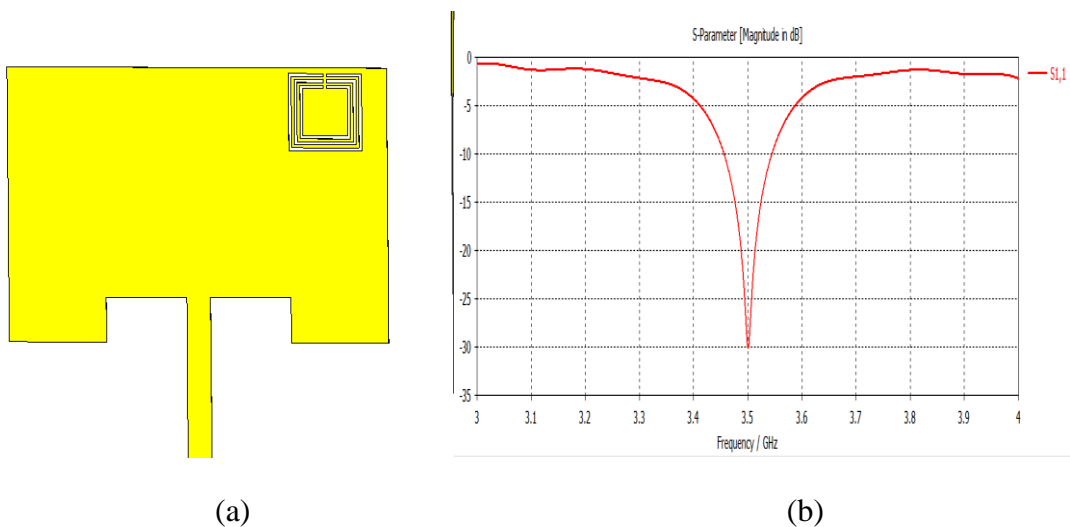 S-Parameter [Magnitude in dB]
0
-5
-10
-15
-20
-25
-30
-35
S1,1
3 3.1 3.2 3.3 3.4 3.5 3.6 3.7 3.8 3.9 4
Frequency / GHz
(a) (b)